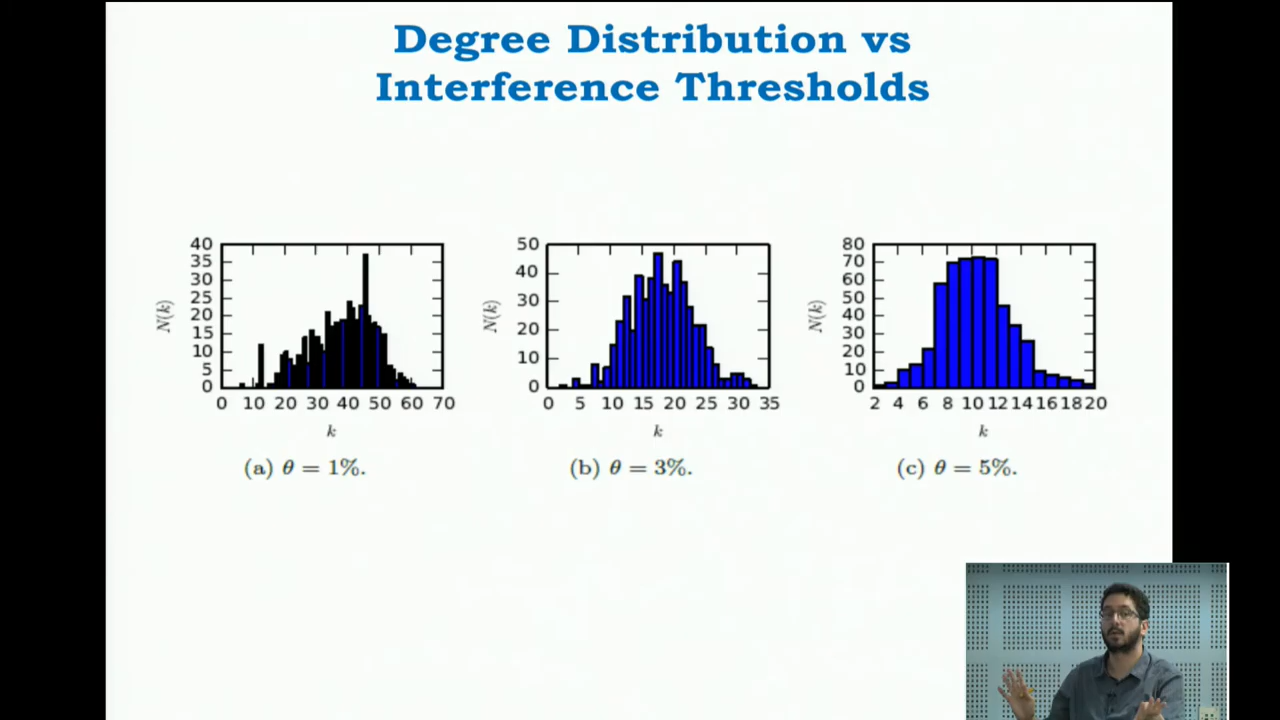 Degree Distribution vs
Interference Thresholds
40
35
30
25
20
15
10
5
0
N(k)
0 10 20 30 40 50 60 70
k
(a) θ = 1%.
50
40
30
20
10
0
N(k)
0 5 10 15 20 25 30 35
k
(b) θ = 3%.
80
70
60
50
40
30
20
10
0
N(k)
2 4 6 8 10 12 14 16 18 20
k
(c) θ = 5%.